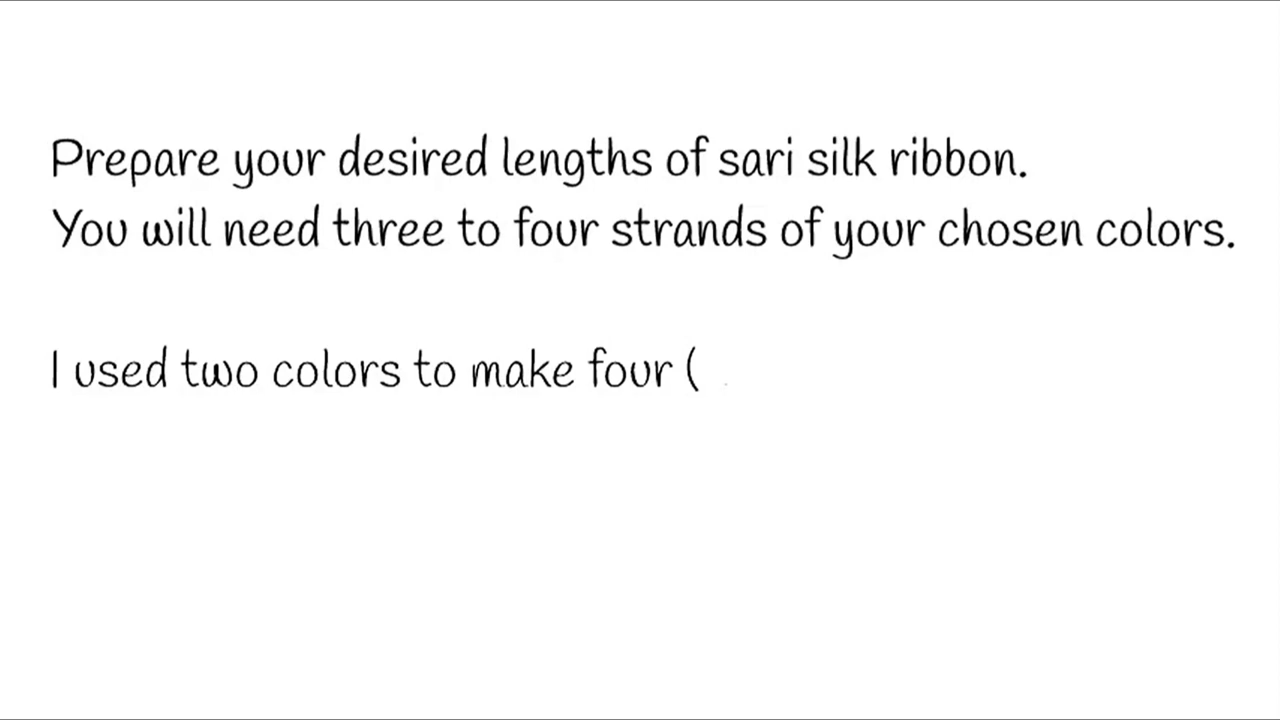 Prepare your desired lengths of sari silk ribbon.
You will need three to four strands of your chosen colors.
I used two colors to make four (